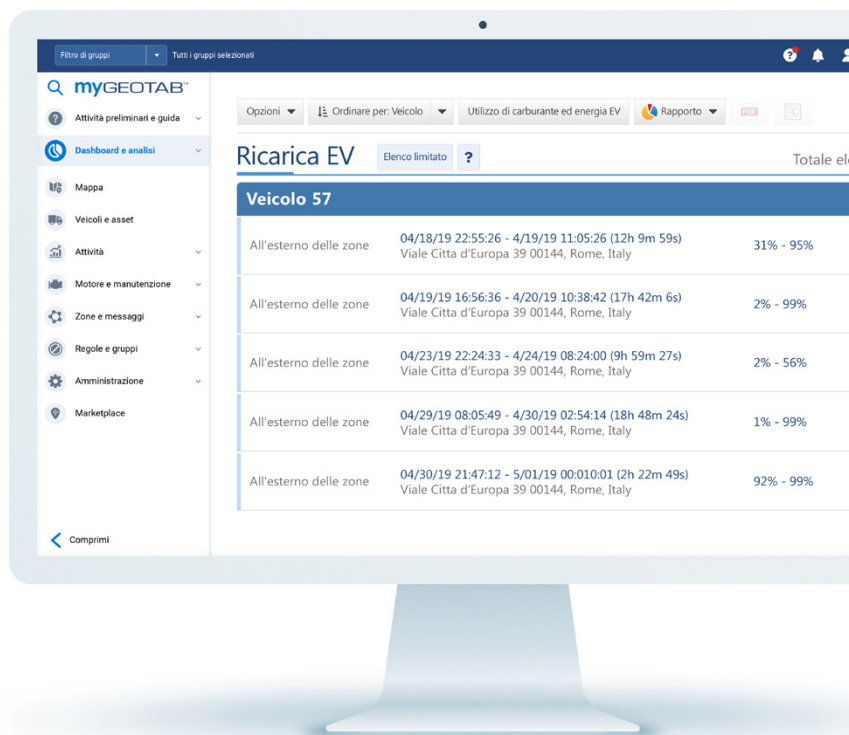 Filtro di gruppi
Tutti i gruppi selezionati
myGEOTAB™
Attività preliminari e guida
Dashboard e analisi
Mappa
Veicoli e asset
Attività
Motore e manutenzione
Zone e messaggi
Regole e gruppi
Amministrazione
Marketplace
Comprimi
Opzioni
Ordinare per: Veicolo
Utilizzo di carburante ed energia EV
Rapporto
PDF
Ricarica EV
Elenco limitato
?
Totale ele
Veicolo 57
All'esterno delle zone
04/18/19 22:55:26 - 4/19/19 11:05:26 (12h 9m 59s)
Viale Citta d'Europa 39 00144, Rome, Italy
31% - 95%
All'esterno delle zone
04/19/19 16:56:36 - 4/20/19 10:38:42 (17h 42m 6s)
Viale Citta d'Europa 39 00144, Rome, Italy
2% - 99%
All'esterno delle zone
04/23/19 22:24:33 - 4/24/19 08:24:00 (9h 59m 27s)
Viale Citta d'Europa 39 00144, Rome, Italy
2% - 56%
All'esterno delle zone
04/29/19 08:05:49 - 4/30/19 02:54:14 (18h 48m 24s)
Viale Citta d'Europa 39 00144, Rome, Italy
1% - 99%
All'esterno delle zone
04/30/19 21:47:12 - 5/01/19 00:010:01 (2h 22m 49s)
Viale Citta d'Europa 39 00144, Rome, Italy
92% - 99%